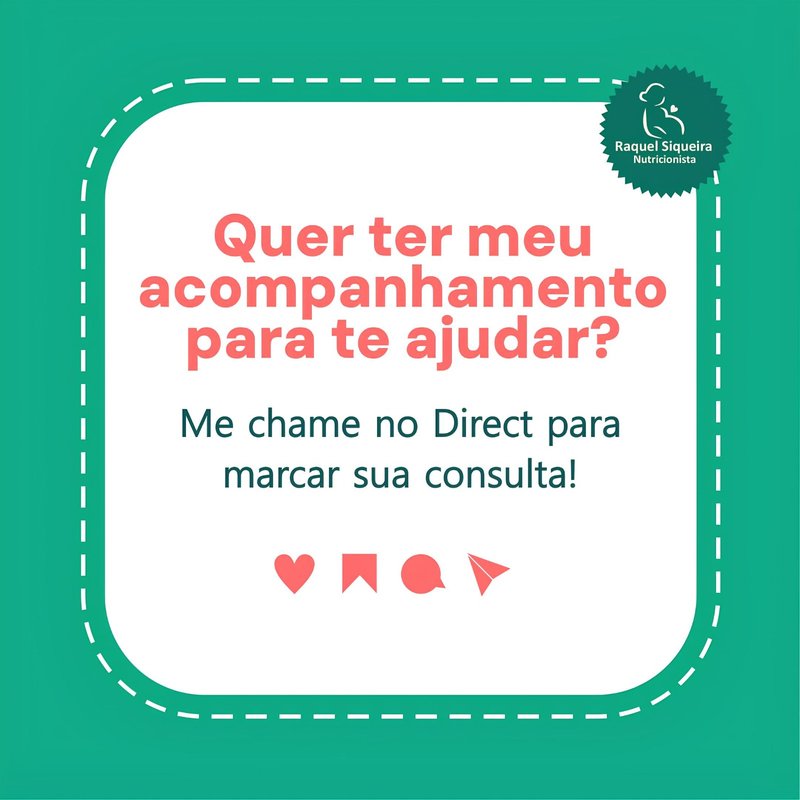 Raquel Siqueira
Nutricionista
Quer ter meu
acompanhamento
para te ajudar?
Me chame no Direct para
marcar sua consulta!